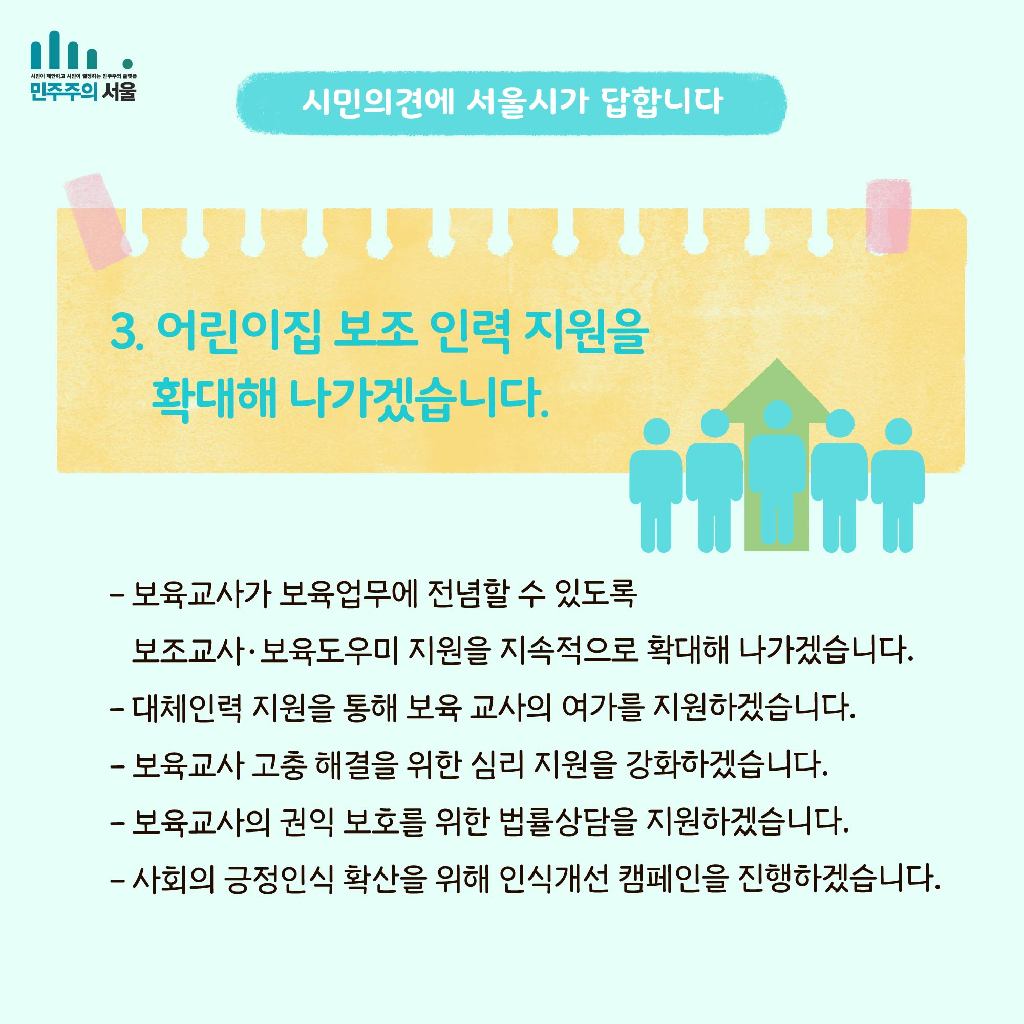 시민이 제안하고 시민이 결정하는 민주주의 플랫폼
민주주의 서울
시민의견에 서울시가 답합니다
3. 어린이집 보조 인력 지원을
확대해 나가겠습니다.
- 보육교사가 보육업무에 전념할 수 있도록
보조교사·보육도우미 지원을 지속적으로 확대해 나가겠습니다.
- 대체인력 지원을 통해 보육 교사의 여가를 지원하겠습니다.
- 보육교사 고충 해결을 위한 심리 지원을 강화하겠습니다.
- 보육교사의 권익 보호를 위한 법률상담을 지원하겠습니다.
- 사회의 긍정인식 확산을 위해 인식개선 캠페인을 진행하겠습니다.